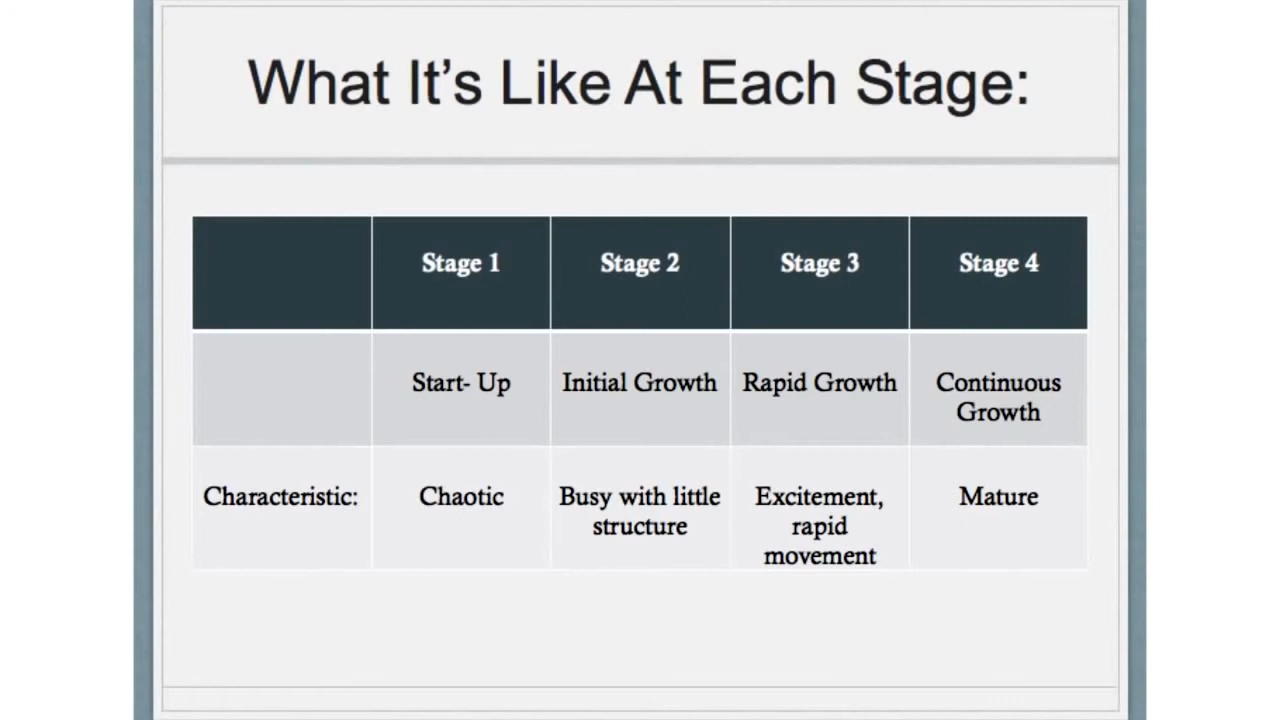 What It’s Like At Each Stage:
Stage 1 Stage 2 Stage 3 Stage 4
Start- Up Initial Growth Rapid Growth Continuous
Growth
Characteristic: Chaotic Busy with little Excitement, Mature
structure rapid
movement